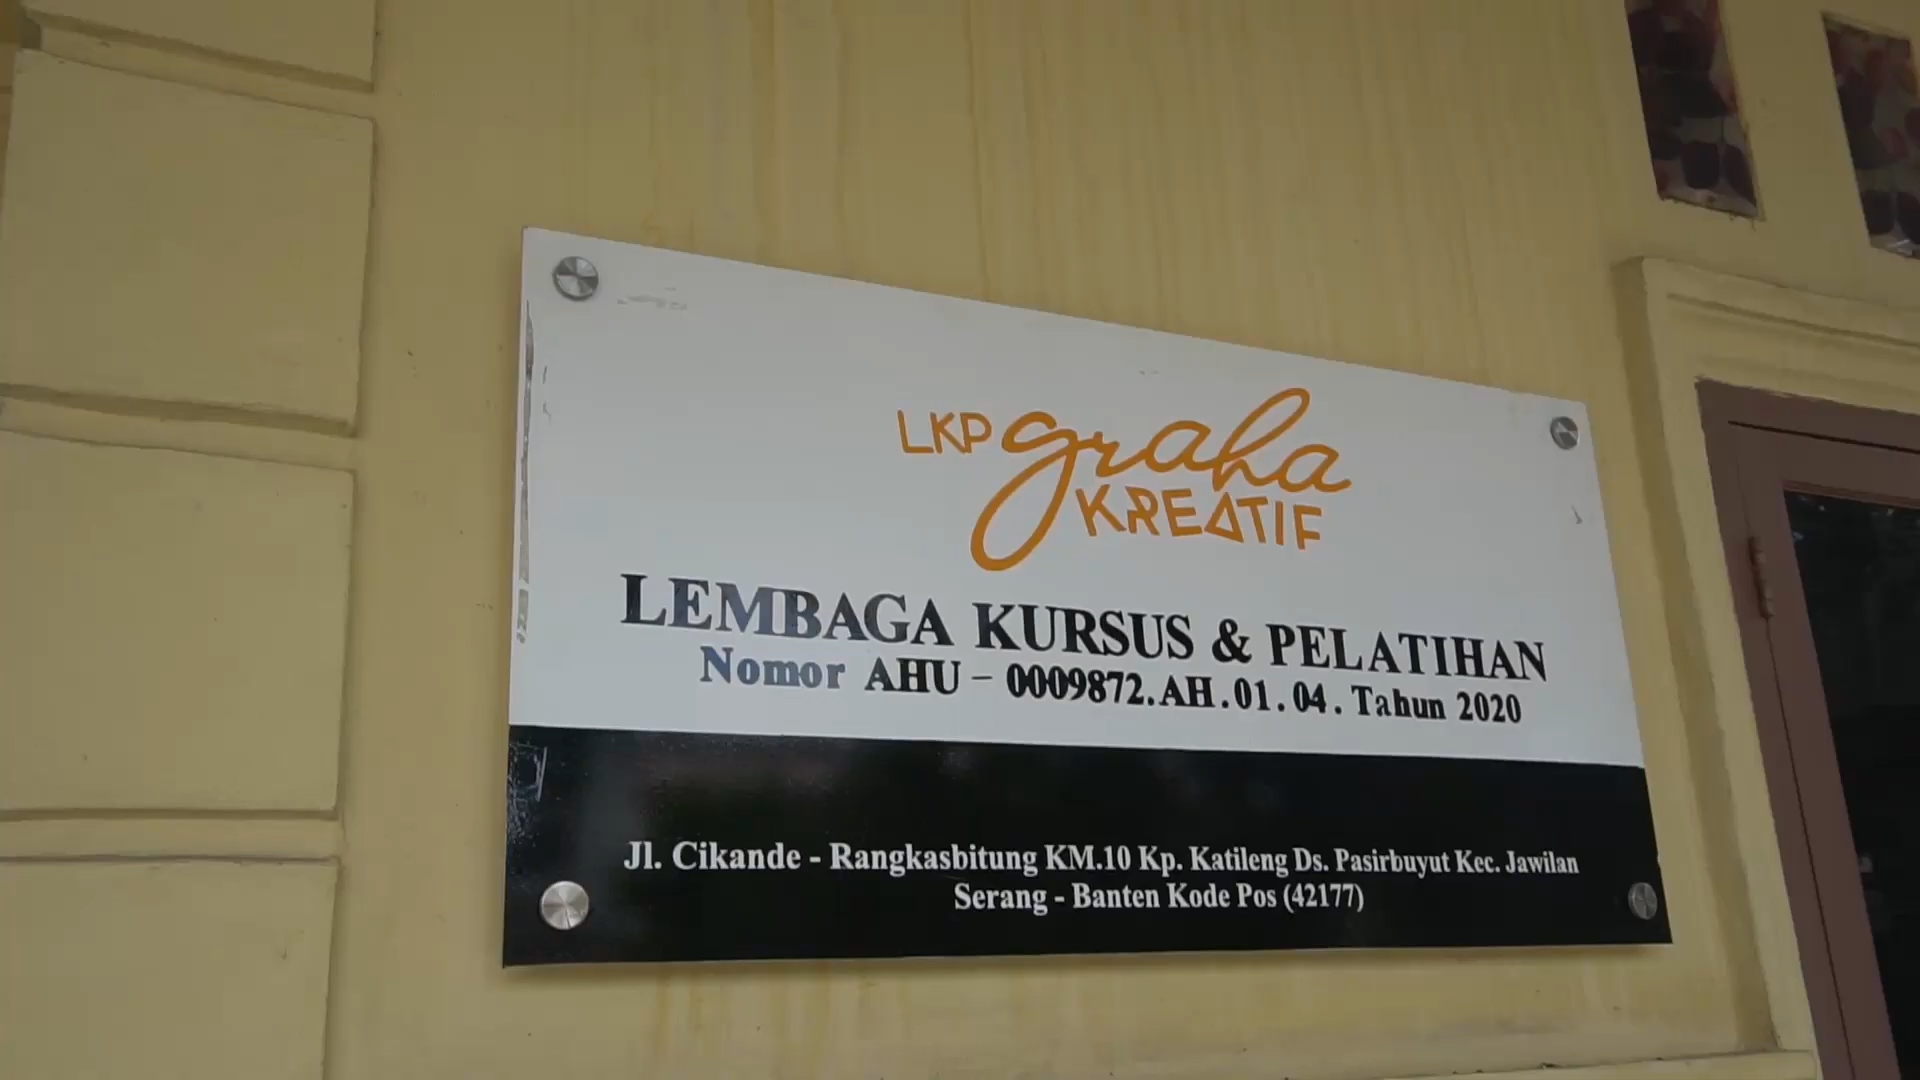 LKP graha
KREATIF
LEMBAGA KURSUS & PELATIHAN
Nomor AHU - 0009872.AH.01.04. Tahun 2020
Jl. Cikande - Rangkasbitung KM.10 Kp. Katileng Ds. Pasirbuyut Kec. Jawilan
Serang - Banten Kode Pos (42177)